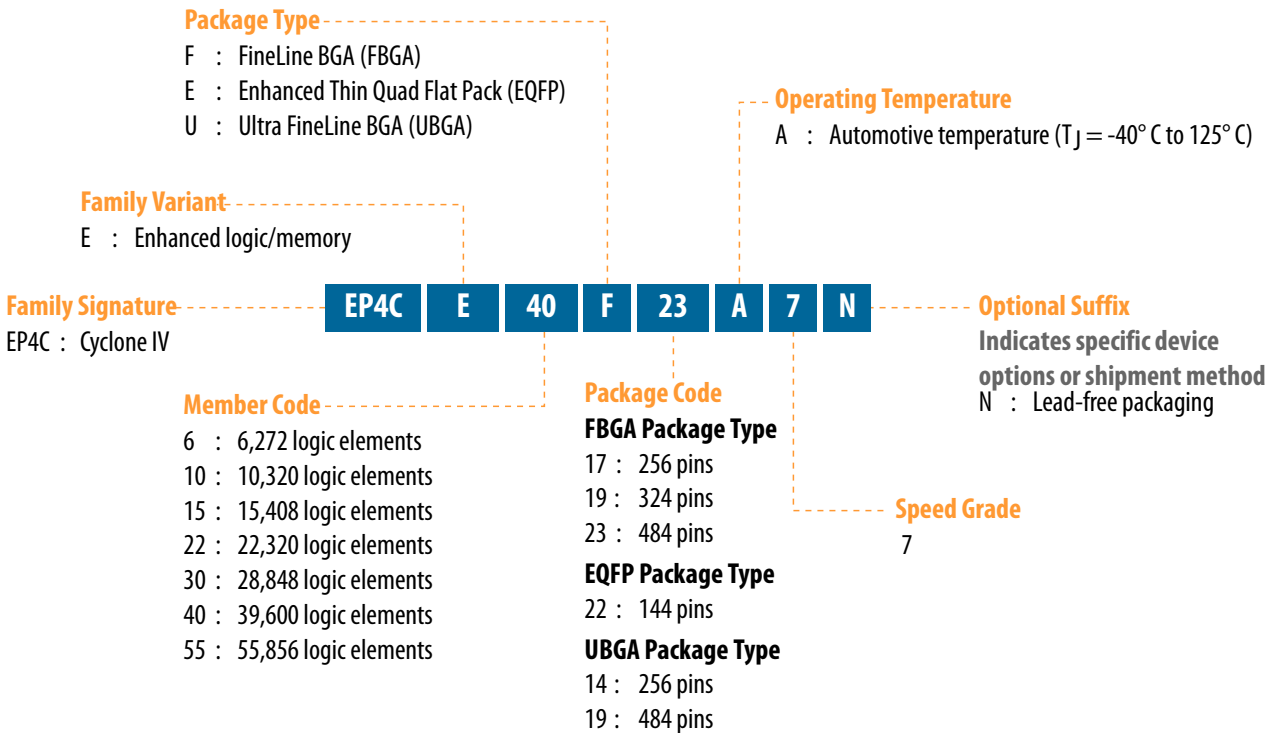 Package Type
F : FineLine BGA (FBGA)
E : Enhanced Thin Quad Flat Pack (EQFP)
U : Ultra FineLine BGA (UBGA)
Operating Temperature
A : Automotive temperature (TJ = -40° C to 125° C)
Family Variant
E : Enhanced logic/memory
Family Signature
EP4C : Cyclone IV
EP4C E 40 F 23 A 7 N
Optional Suffix
Indicates specific device
options or shipment method
N : Lead-free packaging
Member Code
6 : 6,272 logic elements
10 : 10,320 logic elements
15 : 15,408 logic elements
22 : 22,320 logic elements
30 : 28,848 logic elements
40 : 39,600 logic elements
55 : 55,856 logic elements
Package Code
FBGA Package Type
17 : 256 pins
19 : 324 pins
23 : 484 pins
EQFP Package Type
22 : 144 pins
UBGA Package Type
14 : 256 pins
19 : 484 pins
Speed Grade
7